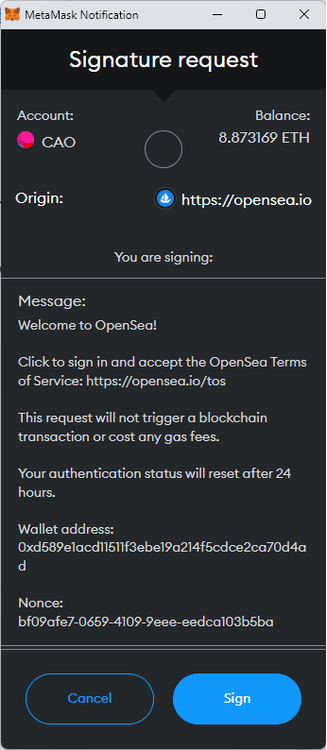 MetaMask Notification
Signature request
Account:
Balance:
CAO
8.873169 ETH
Origin:
https://opensea.io
You are signing:
Message:
Welcome to OpenSea!
Click to sign in and accept the OpenSea Terms
of Service: https://opensea.io/tos
This request will not trigger a blockchain
transaction or cost any gas fees.
Your authentication status will reset after 24
hours.
Wallet address:
0xd589e1acd11511f3ebe19a214f5cdce2ca70d4a
d
Nonce:
bf09afe7-0659-4109-9eee-eedca103b5ba
Cancel
Sign